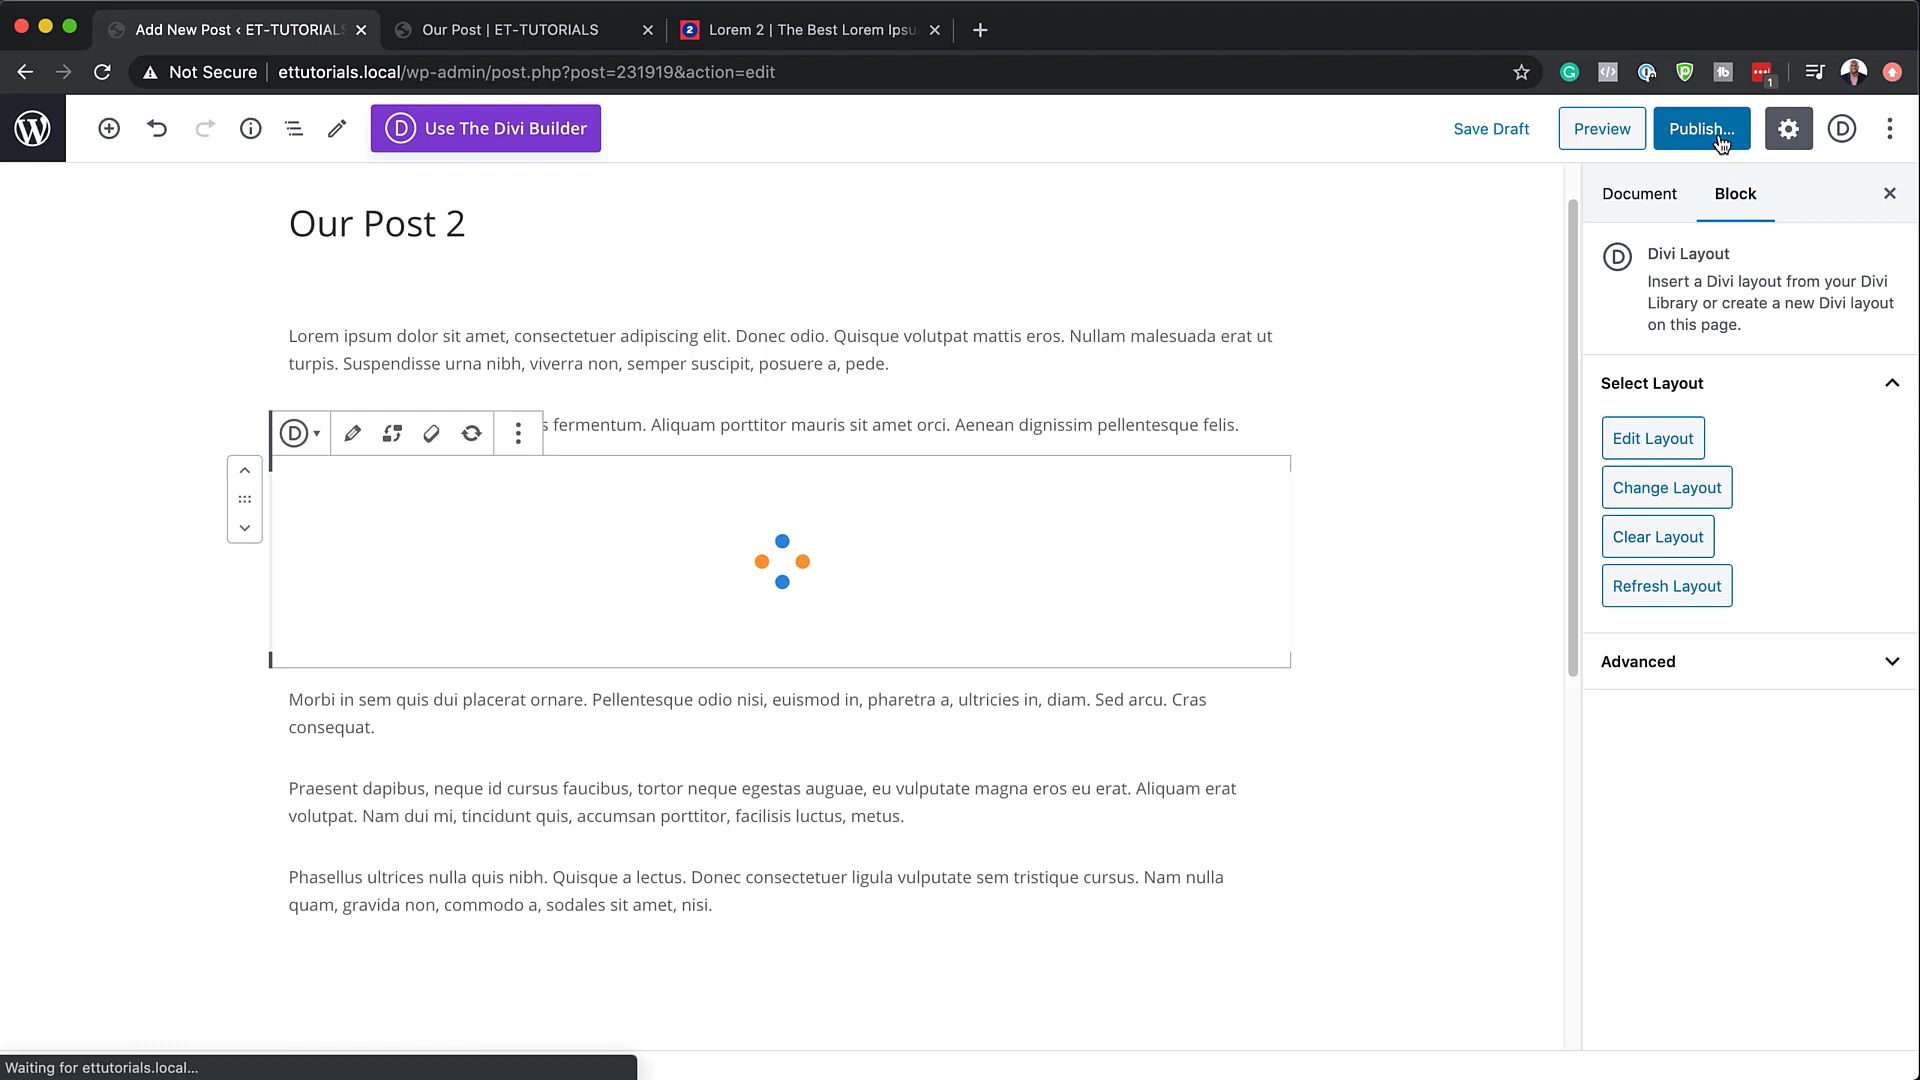 Add New Post ‹ ET-TUTORIALS
Our Post | ET-TUTORIALS
2
Lorem 2 | The Best Lorem Ipsu
Not Secure
ettutorials.local/wp-admin/post.php?post=231919&action=edit
1
D Use The Divi Builder
Save Draft
Preview
Publish...
D
Document
Block
Our Post 2
D
Divi Layout
Insert a Divi layout from your Divi
Library or create a new Divi layout
on this page.
Lorem ipsum dolor sit amet, consectetuer adipiscing elit. Donec odio. Quisque volutpat mattis eros. Nullam malesuada erat ut
turpis. Suspendisse urna nibh, viverra non, semper suscipit, posuere a, pede.
Select Layout
D
s fermentum. Aliquam porttitor mauris sit amet orci. Aenean dignissim pellentesque felis.
Edit Layout
Change Layout
Clear Layout
Refresh Layout
Advanced
Morbi in sem quis dui placerat ornare. Pellentesque odio nisi, euismod in, pharetra a, ultricies in, diam. Sed arcu. Cras
consequat.
Praesent dapibus, neque id cursus faucibus, tortor neque egestas auguae, eu vulputate magna eros eu erat. Aliquam erat
volutpat. Nam dui mi, tincidunt quis, accumsan porttitor, facilisis luctus, metus.
Phasellus ultrices nulla quis nibh. Quisque a lectus. Donec consectetuer ligula vulputate sem tristique cursus. Nam nulla
quam, gravida non, commodo a, sodales sit amet, nisi.
Waiting for ettutorials.local...